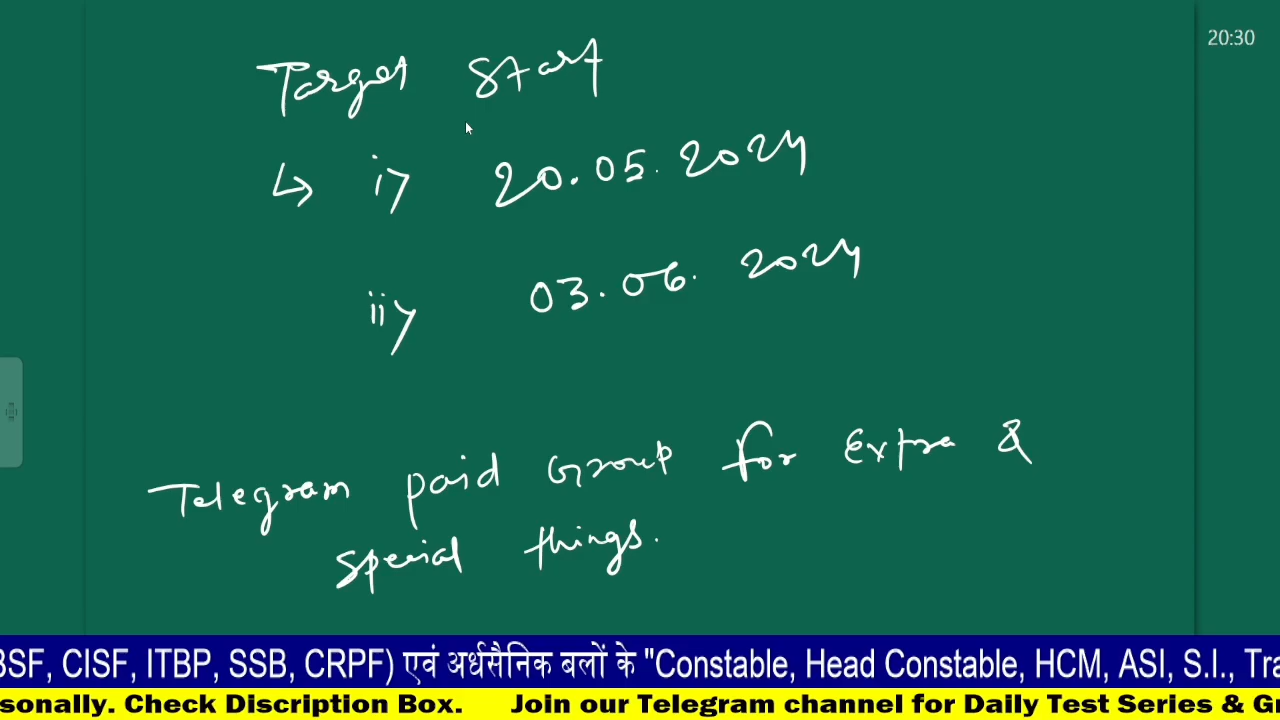 20:30
Target Start
↳ i> 20.05.2024
ii> 03.06.2024
Telegram paid Group for Extra &
Special things.
BSF, CISF, ITBP, SSB, CRPF) एवं अर्धसैनिक बलों के "Constable, Head Constable, HCM, ASI, S.I., Tra
sonally. Check Discription Box. Join our Telegram channel for Daily Test Series & G